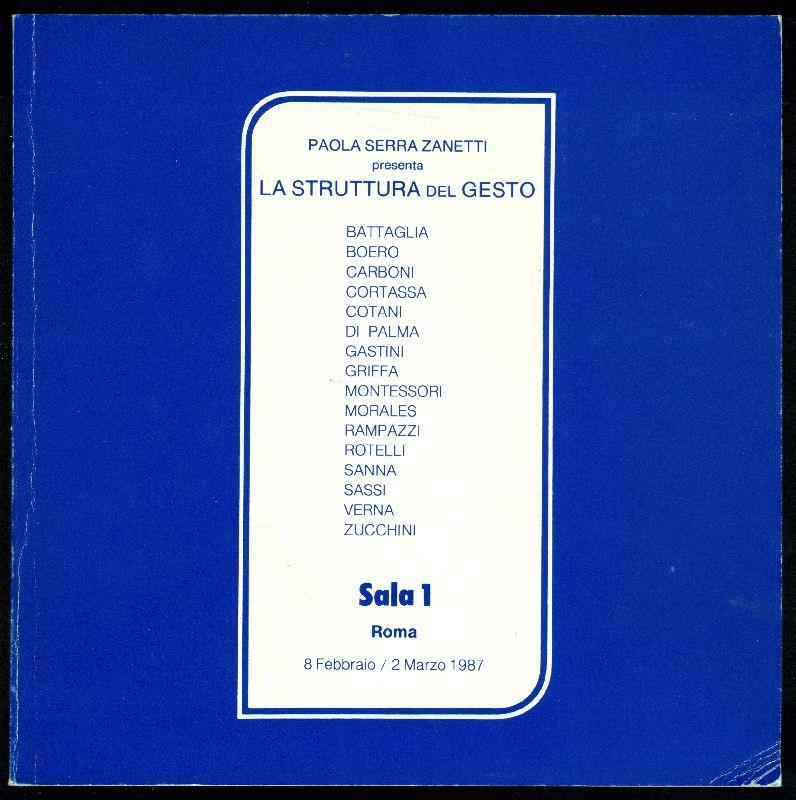 PAOLA SERRA ZANETTI
presenta
LA STRUTTURA DEL GESTO
BATTAGLIA
BOERO
CARBONI
CORTASSA
COTANI
DI PALMA
GASTINI
GRIFFA
MONTESSORI
MORALES
RAMPAZZI
ROTELLI
SANNA
SASSI
VERNA
ZUCCHINI
Sala 1
Roma
8 Febbraio / 2 Marzo 1987